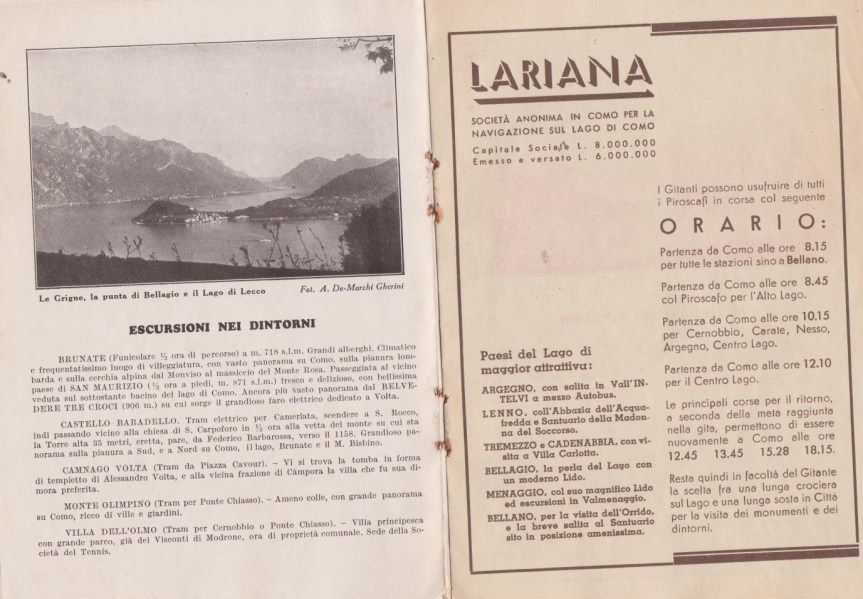 Le Grigne, la punta di Bellagio e il Lago di Lecco
Fot. A. De-Marchi Gherini
ESCURSIONI NEI DINTORNI
BRUNATE (Funicolare ½ ora di percorso) a m. 718 s.l.m. Grandi alberghi. Climatico
e frequentatissimo luogo di villeggiatura, con vasto panorama su Como, sulla pianura lom-
barda e sulla cerchia alpina dal Monviso al massiccio del Monte Rosa. Passeggiata al vicino
paese di SAN MAURIZIO (½ ora a piedi, m. 871 s.l.m.) fresco e delizioso, con bellissima
veduta sul sottostante bacino del lago di Como, Ancora più vasto panorama dal BELVE-
DERE TRE CROCI (906 m.) su cui sorge il grandioso faro elettrico dedicato a Volta.
CASTELLO BARADELLO. Tram elettrico per Camerlata, scendere a S. Rocco,
indi passando vicino alla chiesa di S. Carpoforo in ½ ora alla vetta del monte su cui sta
la Torre alta 35 metri, eretta, pare, da Federico Barbarossa, verso il 1158. Grandioso pa-
norama sulla pianura a Sud, e a Nord su Como, il lago, Brunate e il M. Bisbino.
CAMNAGO VOLTA (Tram da Piazza Cavour). – Vi si trova la tomba in forma
di tempietto di Alessandro Volta, e alla vicina frazione di Càmpora la villa che fu sua di-
mora preferita.
MONTE OLIMPINO (Tram per Ponte Chiasso). – Ameno colle, con grande panorama
su Como, ricco di ville e giardini.
VILLA DELL'OLMO (Tram per Cernobbio o Ponte Chiasso). – Villa principesca
con grande parco, già dei Visconti di Modrone, ora di proprietà comunale. Sede della So-
cietà del Tennis.
LARIANA
SOCIETÀ ANONIMA IN COMO PER LA
NAVIGAZIONE SUL LAGO DI COMO
Capitale Sociale L. 8.000.000
Emesso e versato L. 6.000.000
I Gitanti possono usufruire di tutti
i Piroscafi in corsa col seguente
ORARIO:
Partenza da Como alle ore 8.15
per tutte le stazioni sino a Bellano.
Partenza da Como alle ore 8.45
col Piroscafo per l'Alto Lago.
Partenza da Como alle ore 10.15
per Cernobbio, Carate, Nesso,
Argegno, Centro Lago.
Partenza da Como alle ore 12.10
per il Centro Lago.
Le principali corse per il ritorno,
a seconda della meta raggiunta
nella gita, permettono di essere
nuovamente a Como alle ore
12.45 13.45 15.28 18.15.
Resta quindi in facoltà del Gitante
la scelta fra una lunga crociera
sul Lago e una lunga sosta in Città
per la visita dei monumenti e dei
dintorni.
Paesi del Lago di
maggior attrattiva:
ARGEGNO, con salita in Vall'IN-
TELVI a mezzo Autobus.
LENNO, coll'Abbazia dell'Acqua-
fredda e Santuario della Madon-
na del Soccorso.
TREMEZZO e CADENABBIA, con vi-
sita a Villa Carlotta.
BELLAGIO, la perla del Lago con
un moderno Lido.
MENAGGIO, col suo magnifico Lido
ed escursioni in Valmenaggio.
BELLANO, per la visita dell'Orrido,
e la breve salita al Santuario
sito in posizione amenissima.